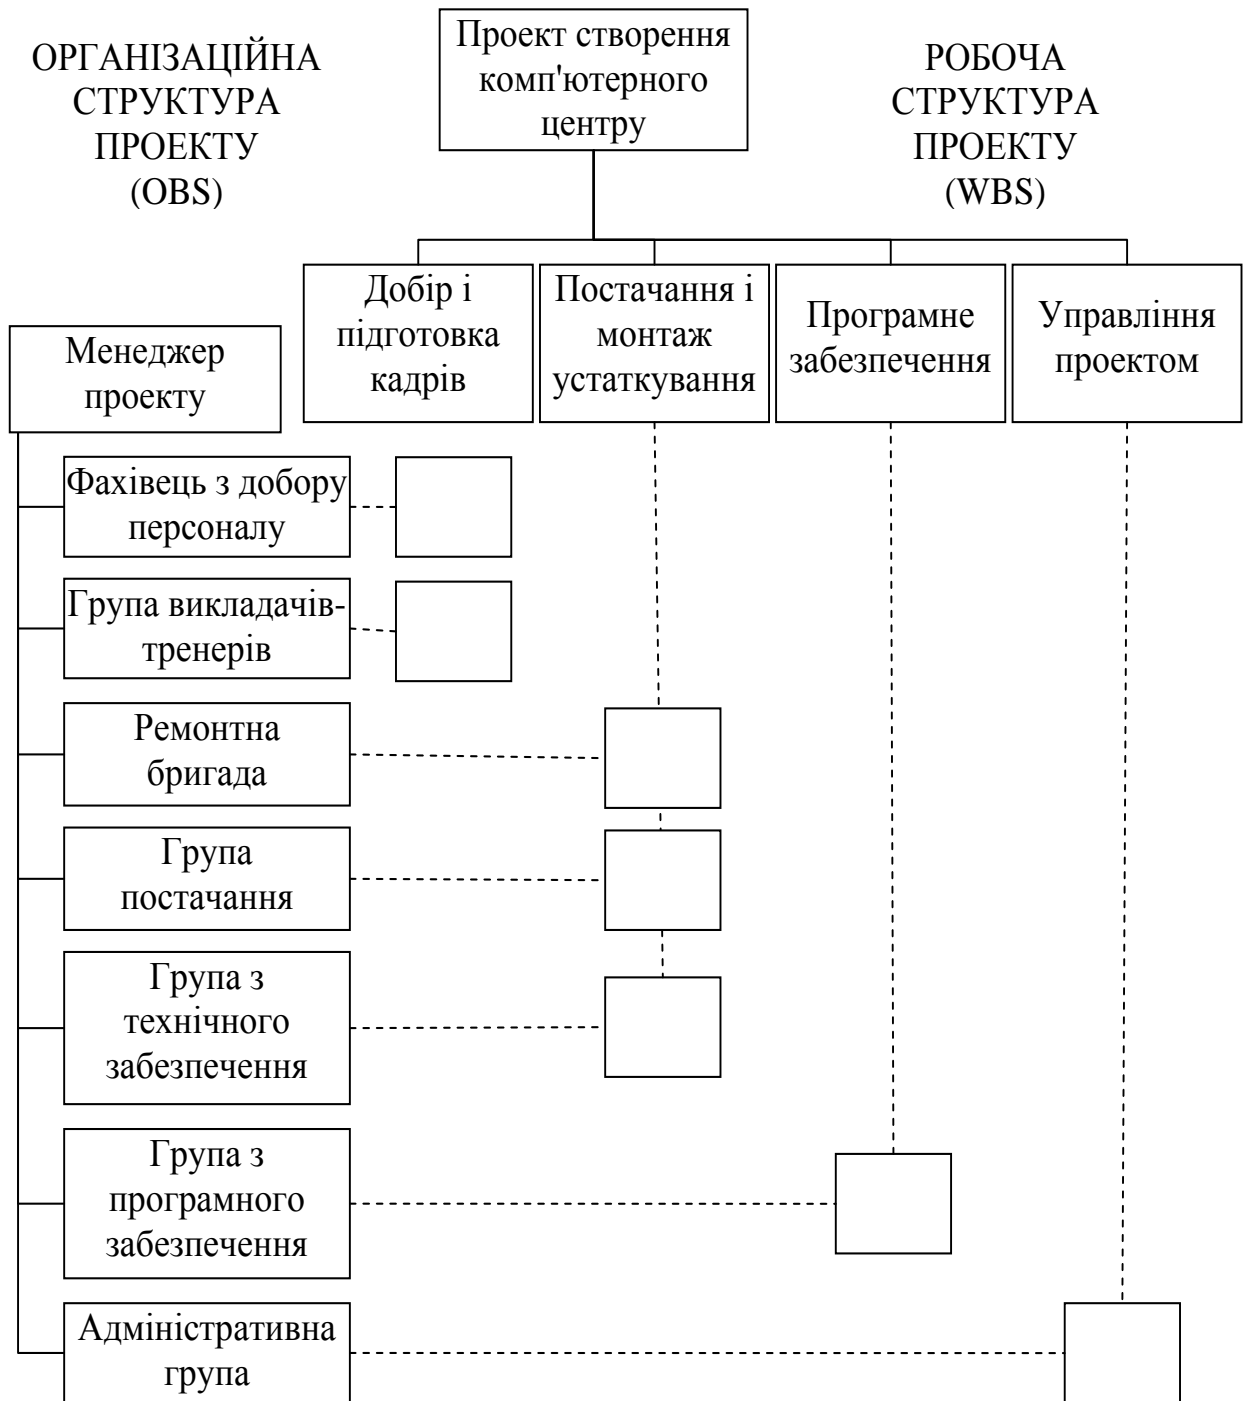 ОРГАНІЗАЦІЙНА
СТРУКТУРА
ПРОЕКТУ
(OBS)
Проект створення
комп'ютерного
центру
РОБОЧА
СТРУКТУРА
ПРОЕКТУ
(WBS)
Добір і
підготовка
кадрів
Постачання і
монтаж
устаткування
Програмне
забезпечення
Управління
проектом
Менеджер
проекту
Фахівець з добору
персоналу
Група викладачів-
тренерів
Ремонтна
бригада
Група
постачання
Група з
технічного
забезпечення
Група з
програмного
забезпечення
Адміністративна
група